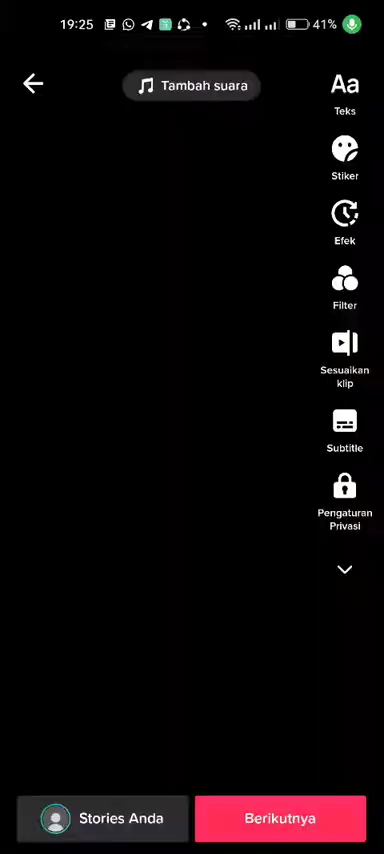 19:25
41%
Tambah suara
Aa
Teks
Stiker
Efek
Filter
Sesuaikan
klip
Subtitle
Pengaturan
Privasi
Stories Anda
Berikutnya